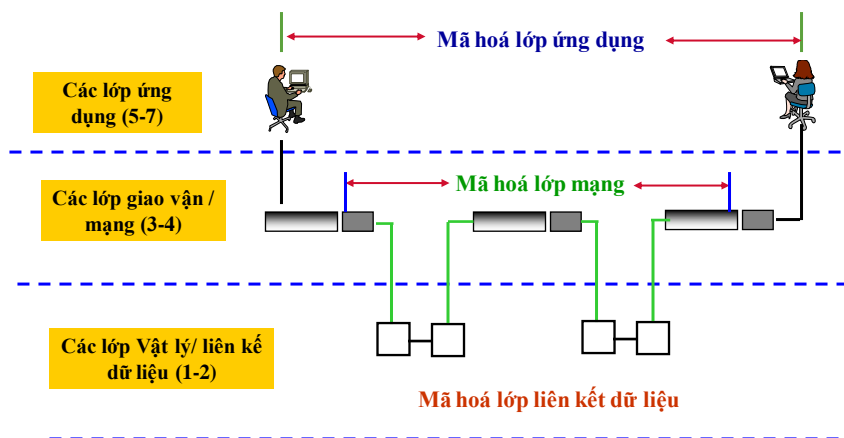 Mã hoá lớp ứng dụng
Các lớp ứng
dụng (5-7)
Mã hoá lớp mạng
Các lớp giao vận /
mạng (3-4)
Các lớp Vật lý/ liên kế
dữ liệu (1-2)
Mã hoá lớp liên kết dữ liệu